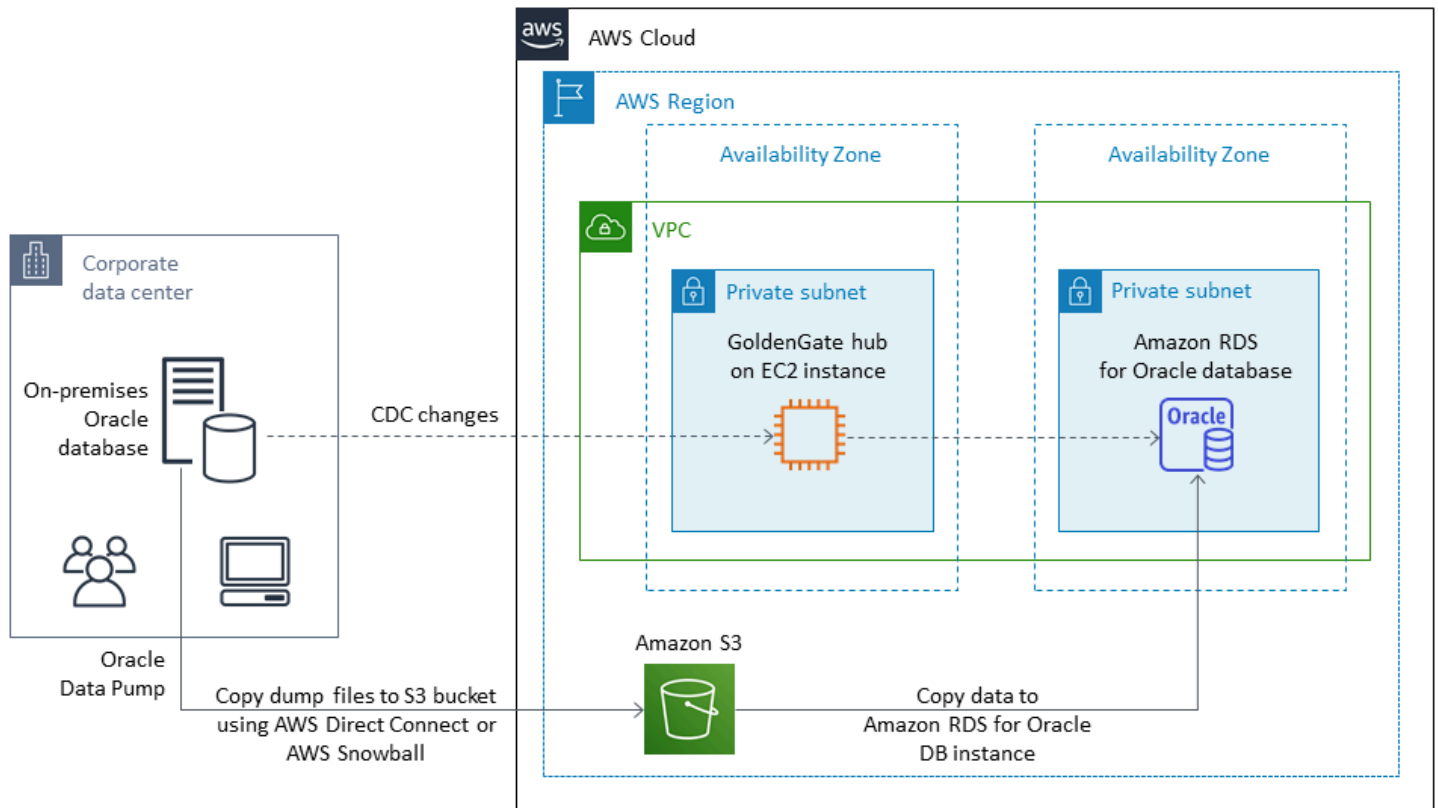 aws
AWS Cloud
AWS Region
Availability Zone
Availability Zone
VPC
Corporate
data center
Private subnet
Private subnet
GoldenGate hub
on EC2 instance
Amazon RDS
for Oracle database
Oracle
On-premises
Oracle
database
CDC changes
Amazon S3
Oracle
Data Pump
Copy dump files to S3 bucket
using AWS Direct Connect or
AWS Snowball
Copy data to
Amazon RDS for Oracle
DB instance